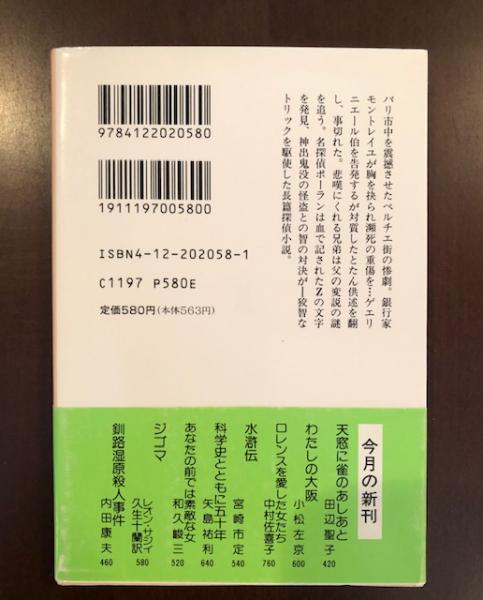 9784122020580
1911197005800
ISBN4-12-202058-1
C1197 P580E
定価580円(本体563円)
パリ市中を震撼させたペルチエ街の惨劇。銀行家
モントレイユが胸を抉られ瀕死の重傷を…ゲエリ
ニエール伯を告発するが対質したとたん供述を翻
し、事切れた。悲嘆にくれる兄弟は父の変説の謎
を追う。名探偵ポーランは血で記されたZの文字
を発見、神出鬼没の怪盗との智の対決が―狡智な
トリックを駆使した長篇探偵小説。
今月の新刊
天窓に雀のあしあと 田辺聖子 420
わたしの大阪 小松左京 600
ロレンスを愛した女たち 中村佐喜子 760
水滸伝 宮崎市定 540
科学史とともに五十年 矢島祐利 640
あなたの前では素敵な女 和久峻三 520
ジゴマ レオン・サジイ 久生十蘭訳 580
釧路湿原殺人事件 内田康夫 460